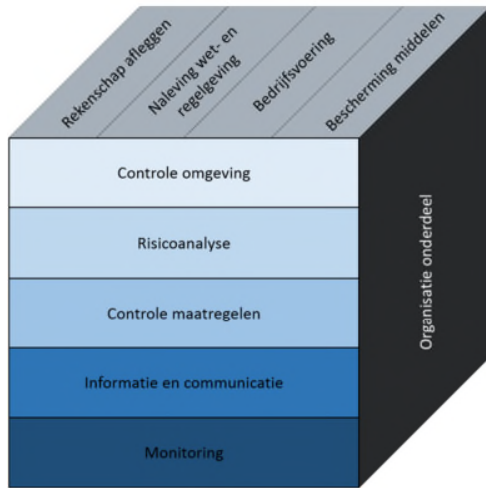 Rekenschap afleggen
Naleving wet- en
regelgeving
Bedrijfsvoering
Bescherming middelen
Controle omgeving
Risicoanalyse
Controle maatregelen
Informatie en communicatie
Monitoring
Organisatie onderdeel